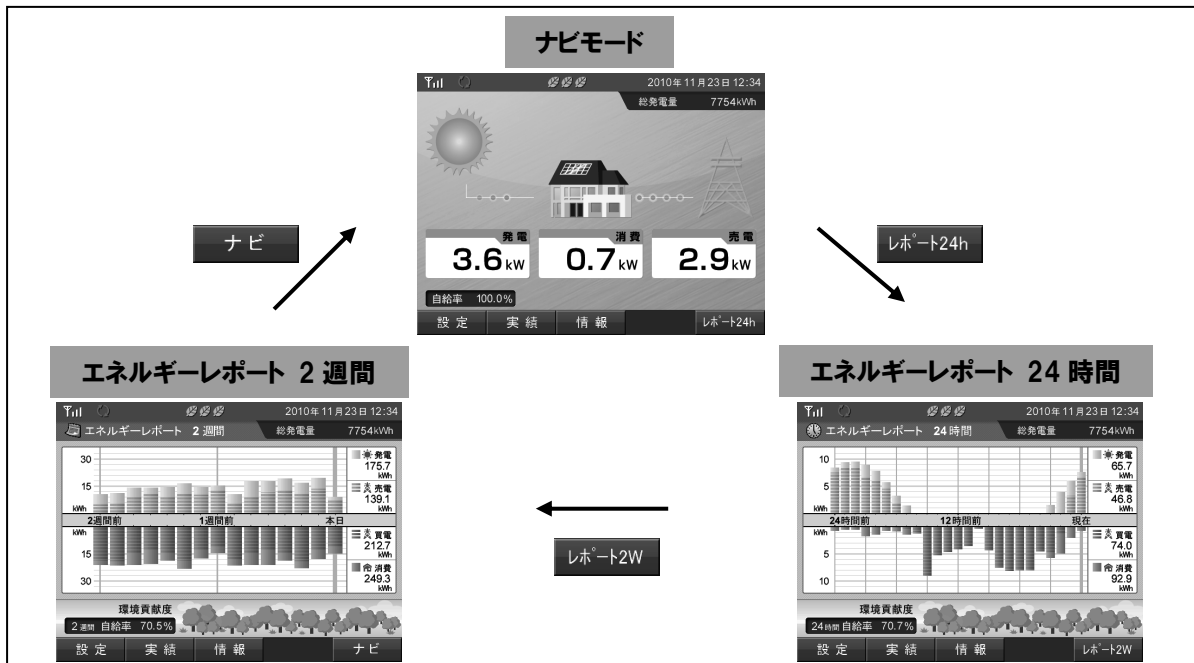 ナビモード
2010年11月23日 12:34
総発電量 7754kWh
発電 消費 売電
3.6kW 0.7kW 2.9kW
自給率 100.0%
設定 実績 情報 レポート24h
ナビ
レポート24h
エネルギーレポート 2週間
2010年11月23日 12:34
エネルギーレポート 2週間 総発電量 7754kWh
30
15
kWh
発電
175.7
kWh
売電
139.1
kWh
2週間前 1週間前 本日
kWh
15
30
買電
212.7
kWh
消費
249.3
kWh
環境貢献度
2週間 自給率 70.5%
設定 実績 情報 ナビ
レポート2W
エネルギーレポート 24時間
2010年11月23日 12:34
エネルギーレポート 24時間 総発電量 7754kWh
10
5
kWh
発電
65.7
kWh
売電
46.8
kWh
24時間前 12時間前 現在
kWh
5
10
買電
74.0
kWh
消費
92.9
kWh
環境貢献度
24時間 自給率 70.7%
設定 実績 情報 レポート2W